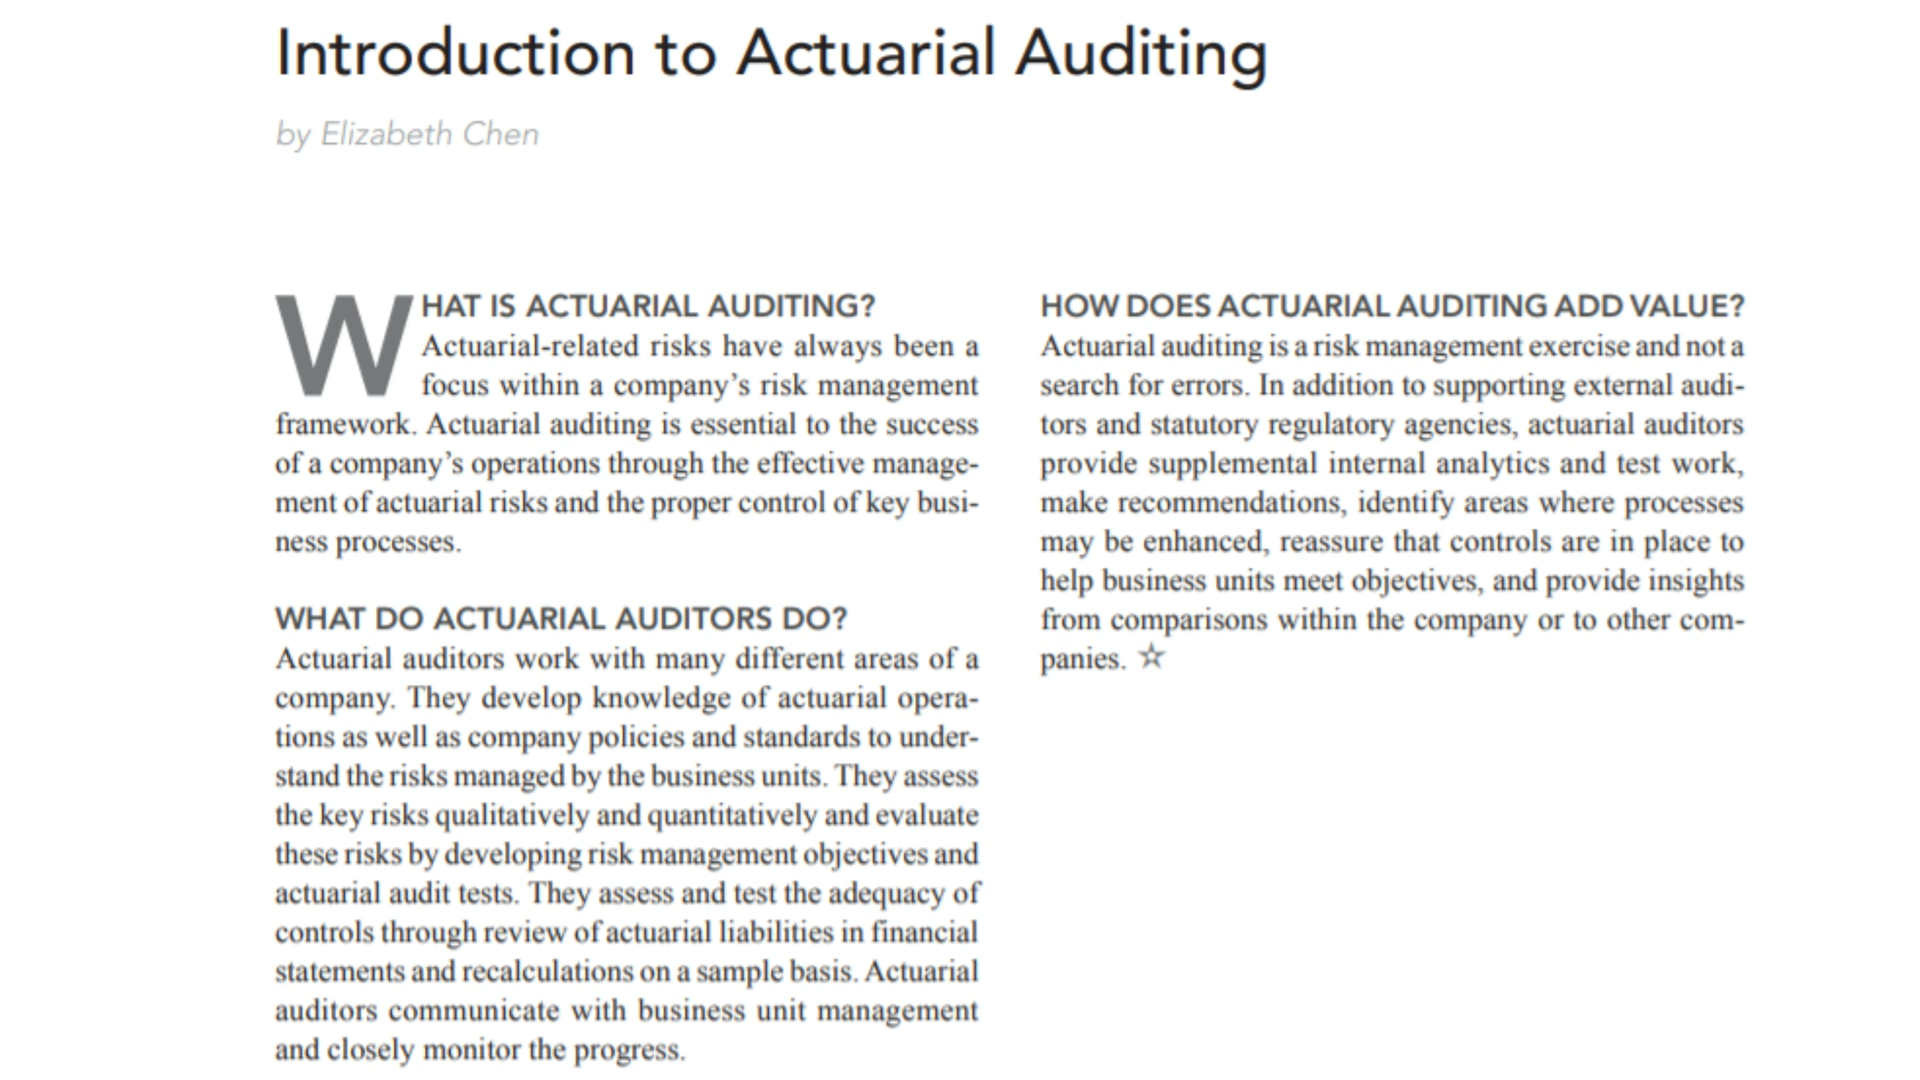 Introduction to Actuarial Auditing
by Elizabeth Chen
WHAT IS ACTUARIAL AUDITING?
Actuarial-related risks have always been a
focus within a company’s risk management
framework. Actuarial auditing is essential to the success
of a company’s operations through the effective manage-
ment of actuarial risks and the proper control of key busi-
ness processes.
WHAT DO ACTUARIAL AUDITORS DO?
Actuarial auditors work with many different areas of a
company. They develop knowledge of actuarial opera-
tions as well as company policies and standards to under-
stand the risks managed by the business units. They assess
the key risks qualitatively and quantitatively and evaluate
these risks by developing risk management objectives and
actuarial audit tests. They assess and test the adequacy of
controls through review of actuarial liabilities in financial
statements and recalculations on a sample basis. Actuarial
auditors communicate with business unit management
and closely monitor the progress.
HOW DOES ACTUARIAL AUDITING ADD VALUE?
Actuarial auditing is a risk management exercise and not a
search for errors. In addition to supporting external audi-
tors and statutory regulatory agencies, actuarial auditors
provide supplemental internal analytics and test work,
make recommendations, identify areas where processes
may be enhanced, reassure that controls are in place to
help business units meet objectives, and provide insights
from comparisons within the company or to other com-
panies. ☆